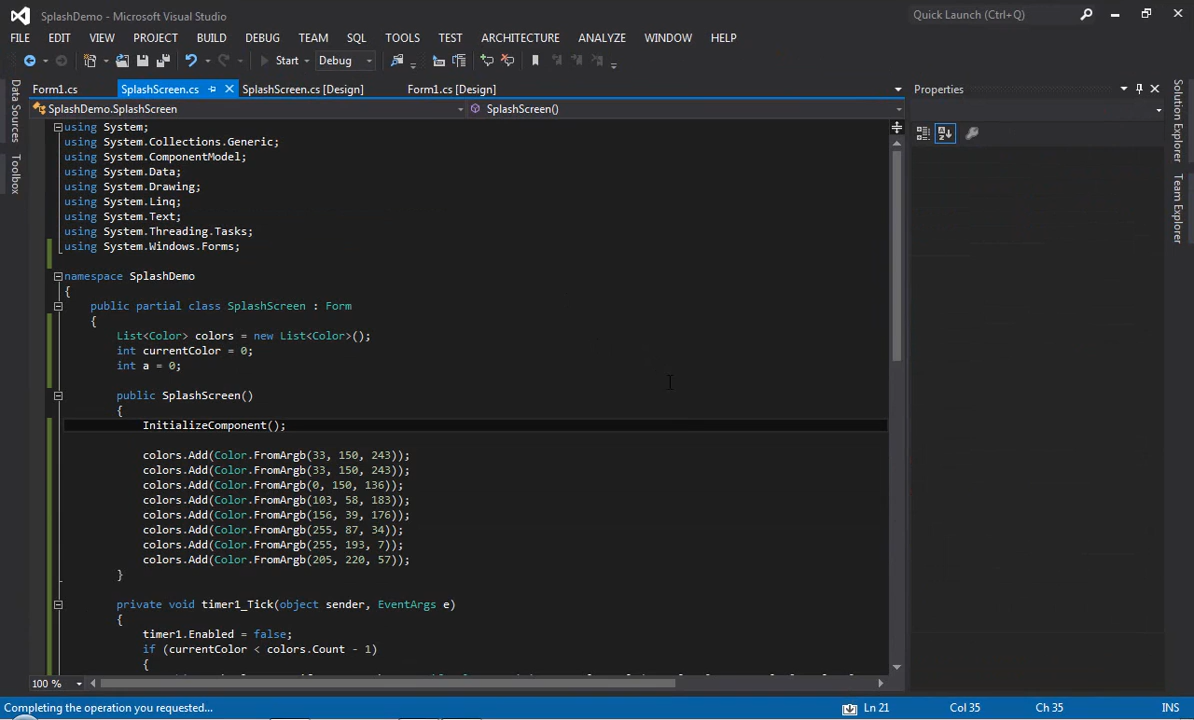 SplashDemo - Microsoft Visual Studio
Quick Launch (Ctrl+Q)
FILE EDIT VIEW PROJECT BUILD DEBUG TEAM SQL TOOLS TEST ARCHITECTURE ANALYZE WINDOW HELP
Start Debug
Form1.cs SplashScreen.cs SplashScreen.cs [Design] Form1.cs [Design]
SplashDemo.SplashScreen SplashScreen()
Data Sources
Toolbox
using System;
using System.Collections.Generic;
using System.ComponentModel;
using System.Data;
using System.Drawing;
using System.Linq;
using System.Text;
using System.Threading.Tasks;
using System.Windows.Forms;
namespace SplashDemo
{
public partial class SplashScreen : Form
{
List<Color> colors = new List<Color>();
int currentColor = 0;
int a = 0;
public SplashScreen()
{
InitializeComponent();
colors.Add(Color.FromArgb(33, 150, 243));
colors.Add(Color.FromArgb(33, 150, 243));
colors.Add(Color.FromArgb(0, 150, 136));
colors.Add(Color.FromArgb(103, 58, 183));
colors.Add(Color.FromArgb(156, 39, 176));
colors.Add(Color.FromArgb(255, 87, 34));
colors.Add(Color.FromArgb(255, 193, 7));
colors.Add(Color.FromArgb(205, 220, 57));
}
private void timer1_Tick(object sender, EventArgs e)
{
timer1.Enabled = false;
if (currentColor < colors.Count - 1)
{
100 %
Properties
Solution Explorer
Team Explorer
Completing the operation you requested...
Ln 21 Col 35 Ch 35 INS